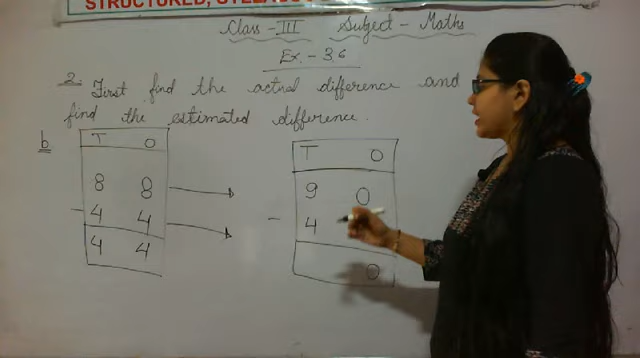 STRUCTURED, SYLLAB
Class - III Subject - Maths
Ex. - 3.6
2. First find the actual difference and
find the estimated difference.
b
T O
8 8
- 4 4
4 4
T O
9 0
- 4
0